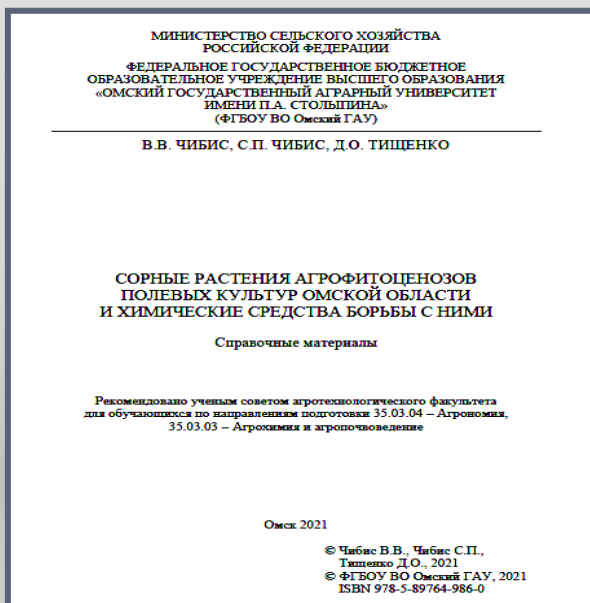 МИНИСТЕРСТВО СЕЛЬСКОГО ХОЗЯЙСТВА
РОССИЙСКОЙ ФЕДЕРАЦИИ
ФЕДЕРАЛЬНОЕ ГОСУДАРСТВЕННОЕ БЮДЖЕТНОЕ
ОБРАЗОВАТЕЛЬНОЕ УЧРЕЖДЕНИЕ ВЫСШЕГО ОБРАЗОВАНИЯ
«ОМСКИЙ ГОСУДАРСТВЕННЫЙ АГРАРНЫЙ УНИВЕРСИТЕТ
ИМЕНИ П.А. СТОЛЫПИНА»
(ФГБОУ ВО Омский ГАУ)
В.В. ЧИБИС, С.П. ЧИБИС, Д.О. ТИЩЕНКО
СОРНЫЕ РАСТЕНИЯ АГРОФИТОЦЕНОЗОВ
ПОЛЕВЫХ КУЛЬТУР ОМСКОЙ ОБЛАСТИ
И ХИМИЧЕСКИЕ СРЕДСТВА БОРЬБЫ С НИМИ
Справочные материалы
Рекомендовано ученым советом агротехнологического факультета
для обучающихся по направлениям подготовки 35.03.04 – Агрономия,
35.03.03 – Агрохимия и агропочвоведение
Омск 2021
© Чибис В.В., Чибис С.П.,
Тищенко Д.О., 2021
© ФГБОУ ВО Омский ГАУ, 2021
ISBN 978-5-89764-986-0